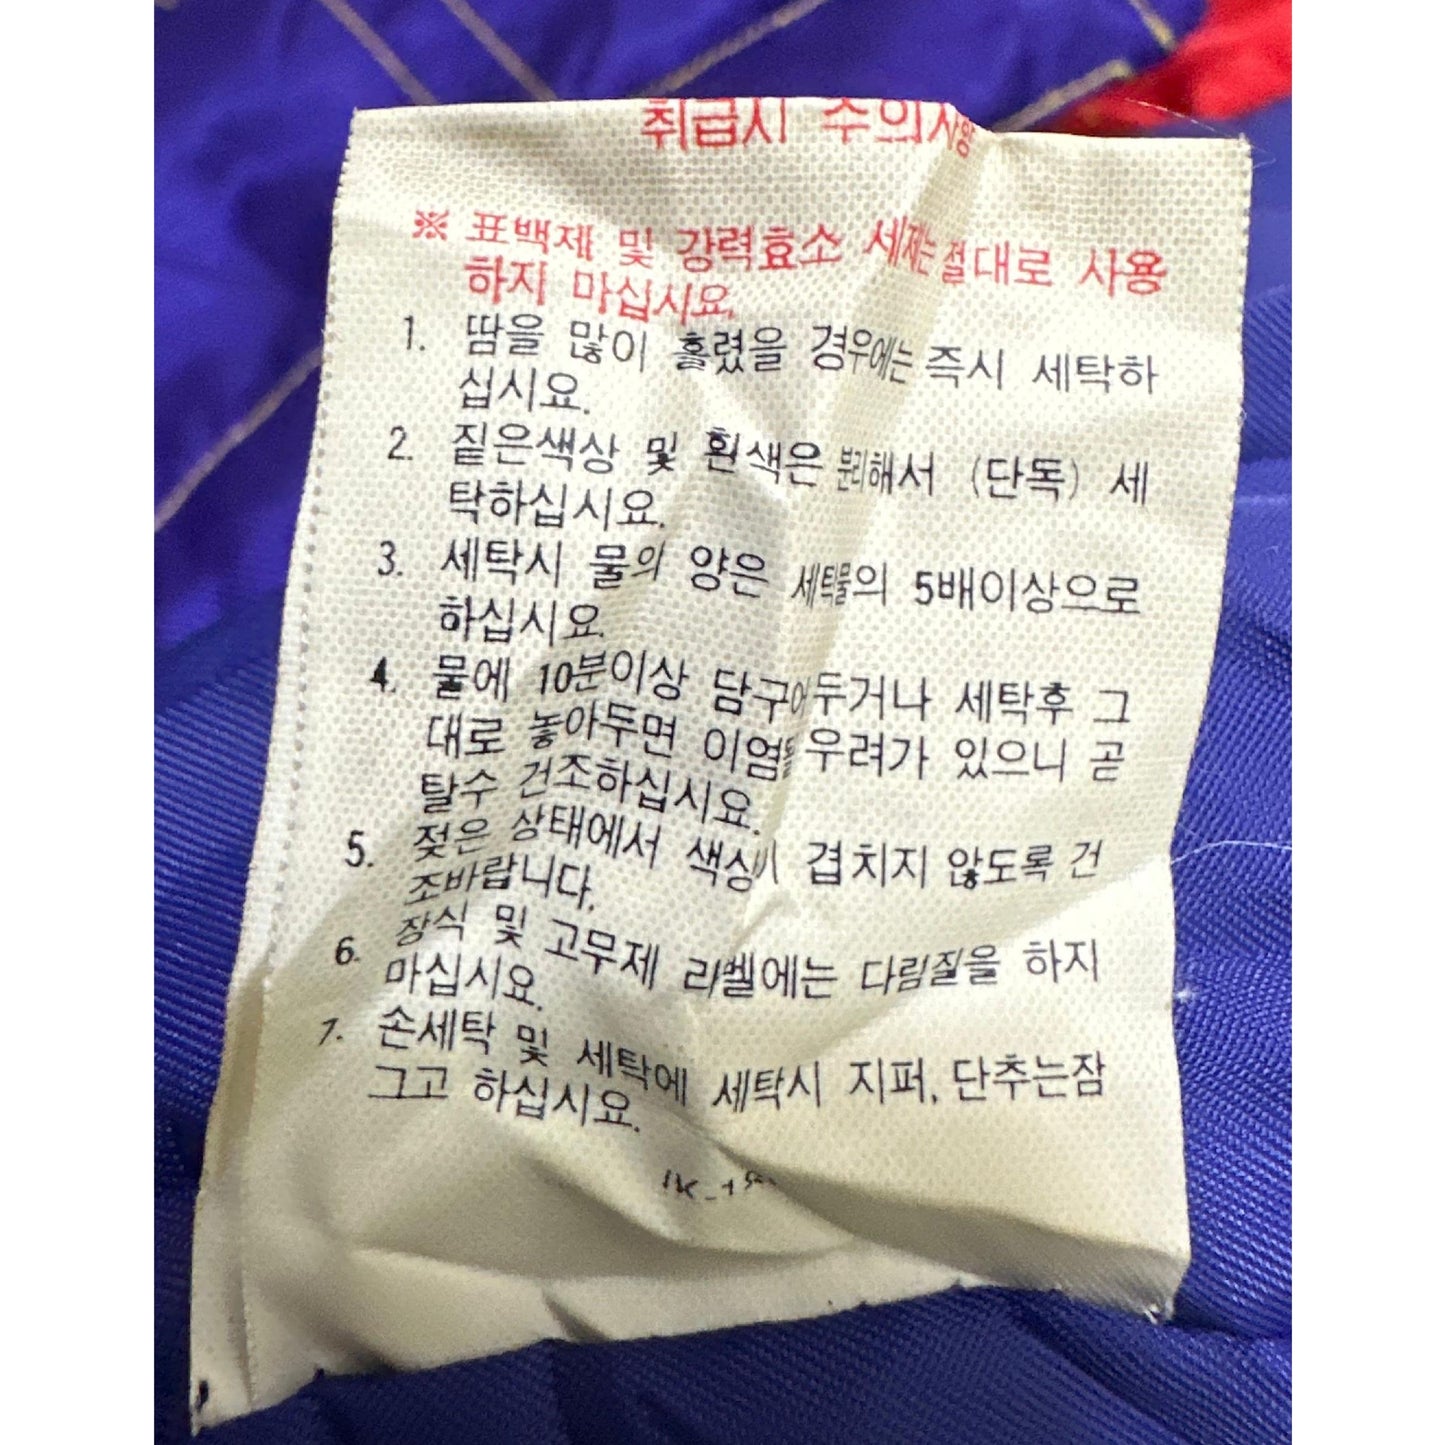 취급시 주의사항
※ 표백제 및 강력효소 세제는 절대로 사용
하지 마십시요.
1. 땀을 많이 흘렸을 경우에는 즉시 세탁하
십시요.
2. 짙은색상 및 흰색은 분리해서 (단독) 세
탁하십시요.
3. 세탁시 물의 양은 세탁물의 5배이상으로
하십시요.
4. 물에 10분이상 담구어두거나 세탁후 그
대로 놓아두면 이염될우려가 있으니 곧
탈수 건조하십시요.
5. 젖은 상태에서 색상이 겹치지 않도록 건
조바랍니다.
6. 장식 및 고무제 라벨에는 다림질을 하지
마십시요.
7. 손세탁 및 세탁에 세탁시 지퍼, 단추는잠
그고 하십시요.